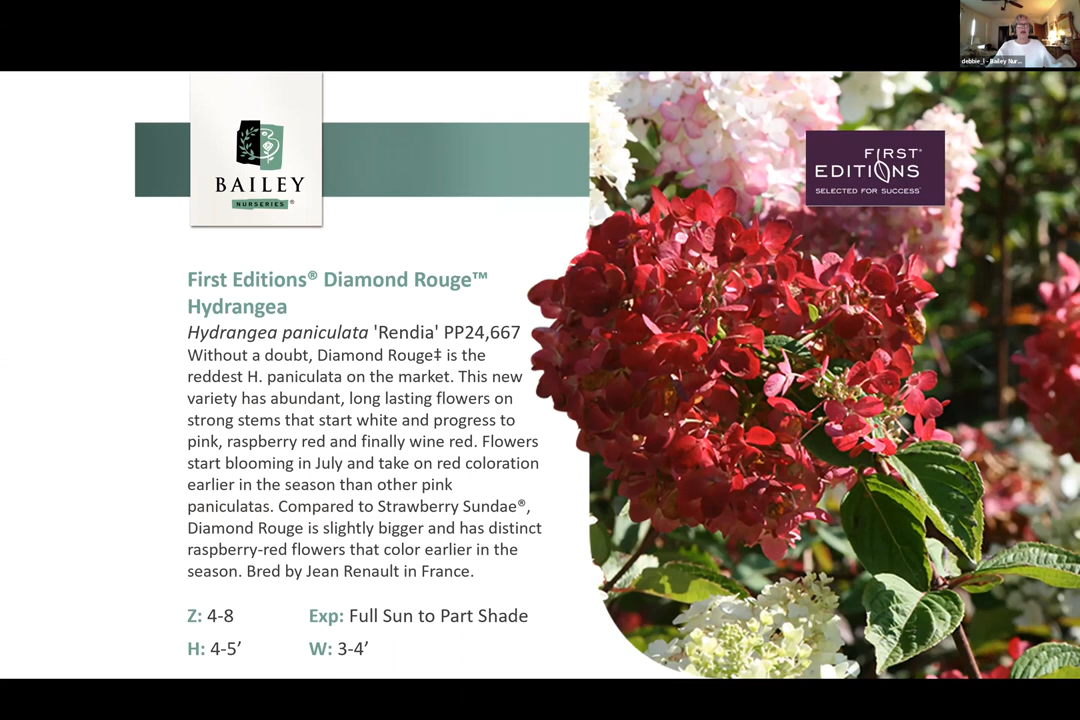 debbie_l - Bailey Nur...
BAILEY
NURSERIES®
FIRST®
EDITIONS
SELECTED FOR SUCCESS™
First Editions® Diamond Rouge™
Hydrangea
Hydrangea paniculata 'Rendia' PP24,667
Without a doubt, Diamond Rouge‡ is the
reddest H. paniculata on the market. This new
variety has abundant, long lasting flowers on
strong stems that start white and progress to
pink, raspberry red and finally wine red. Flowers
start blooming in July and take on red coloration
earlier in the season than other pink
paniculatas. Compared to Strawberry Sundae®,
Diamond Rouge is slightly bigger and has distinct
raspberry-red flowers that color earlier in the
season. Bred by Jean Renault in France.
Z: 4-8 Exp: Full Sun to Part Shade
H: 4-5’ W: 3-4’